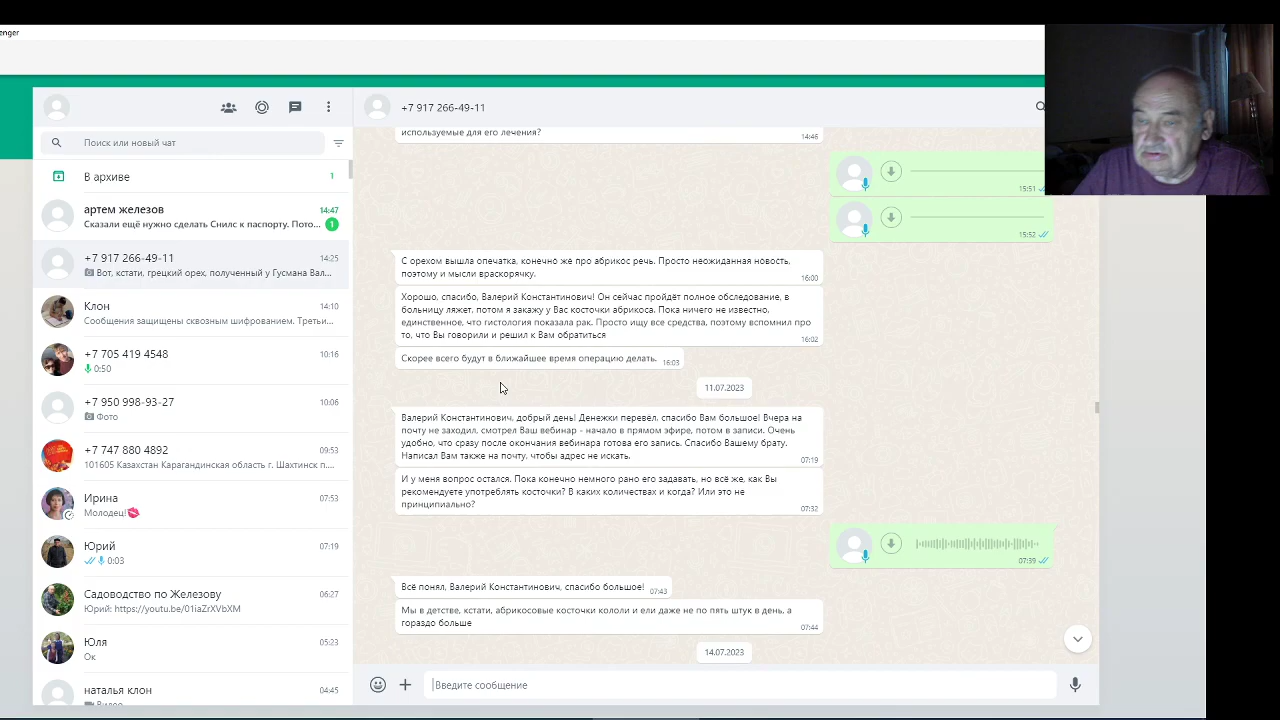 enger
Поиск или новый чат
В архиве
1
артем железов
14:47
Сказали ещё нужно сделать Снилс к паспорту. Пото...
1
+7 917 266-49-11
14:25
Вот, кстати, грецкий орех, полученный у Гусмана Вал...
Клон
14:10
Сообщения защищены сквозным шифрованием. Третьи...
+7 705 419 4548
10:16
0:50
+7 950 998-93-27
10:06
Фото
+7 747 880 4892
09:53
101605 Казахстан Карагандинская область г. Шахтинск п....
Ирина
07:53
Молодец!
Юрий
07:19
0:03
Садоводство по Железову
06:27
Юрий: https://youtu.be/01iaZrXVbXM
Юля
05:23
Ок
наталья клон
04:45
Видео
+7 917 266-49-11
используемые для его лечения?
14:46
15:51
15:52
С орехом вышла опечатка, конечно же про абрикос речь. Просто неожиданная новость,
поэтому и мысли враскорячку.
16:00
Хорошо, спасибо, Валерий Константинович! Он сейчас пройдёт полное обследование, в
больницу ляжет, потом я закажу у Вас косточки абрикоса. Пока ничего не известно,
единственное, что гистология показала рак. Просто ищу все средства, поэтому вспомнил про
то, что Вы говорили и решил к Вам обратиться
16:02
Скорее всего будут в ближайшее время операцию делать.
16:03
11.07.2023
Валерий Константинович, добрый день! Денежки перевёл, спасибо Вам большое! Вчера на
почту не заходил, смотрел Ваш вебинар - начало в прямом эфире, потом в записи. Очень
удобно, что сразу после окончания вебинара готова его запись. Спасибо Вашему брату.
Написал Вам также на почту, чтобы адрес не искать.
07:19
И у меня вопрос остался. Пока конечно немного рано его задавать, но всё же, как Вы
рекомендуете употреблять косточки? В каких количествах и когда? Или это не
принципиально?
07:32
07:39
Всё понял, Валерий Константинович, спасибо большое!
07:43
Мы в детстве, кстати, абрикосовые косточки кололи и ели даже не по пять штук в день, а
гораздо больше
07:44
14.07.2023
Введите сообщение